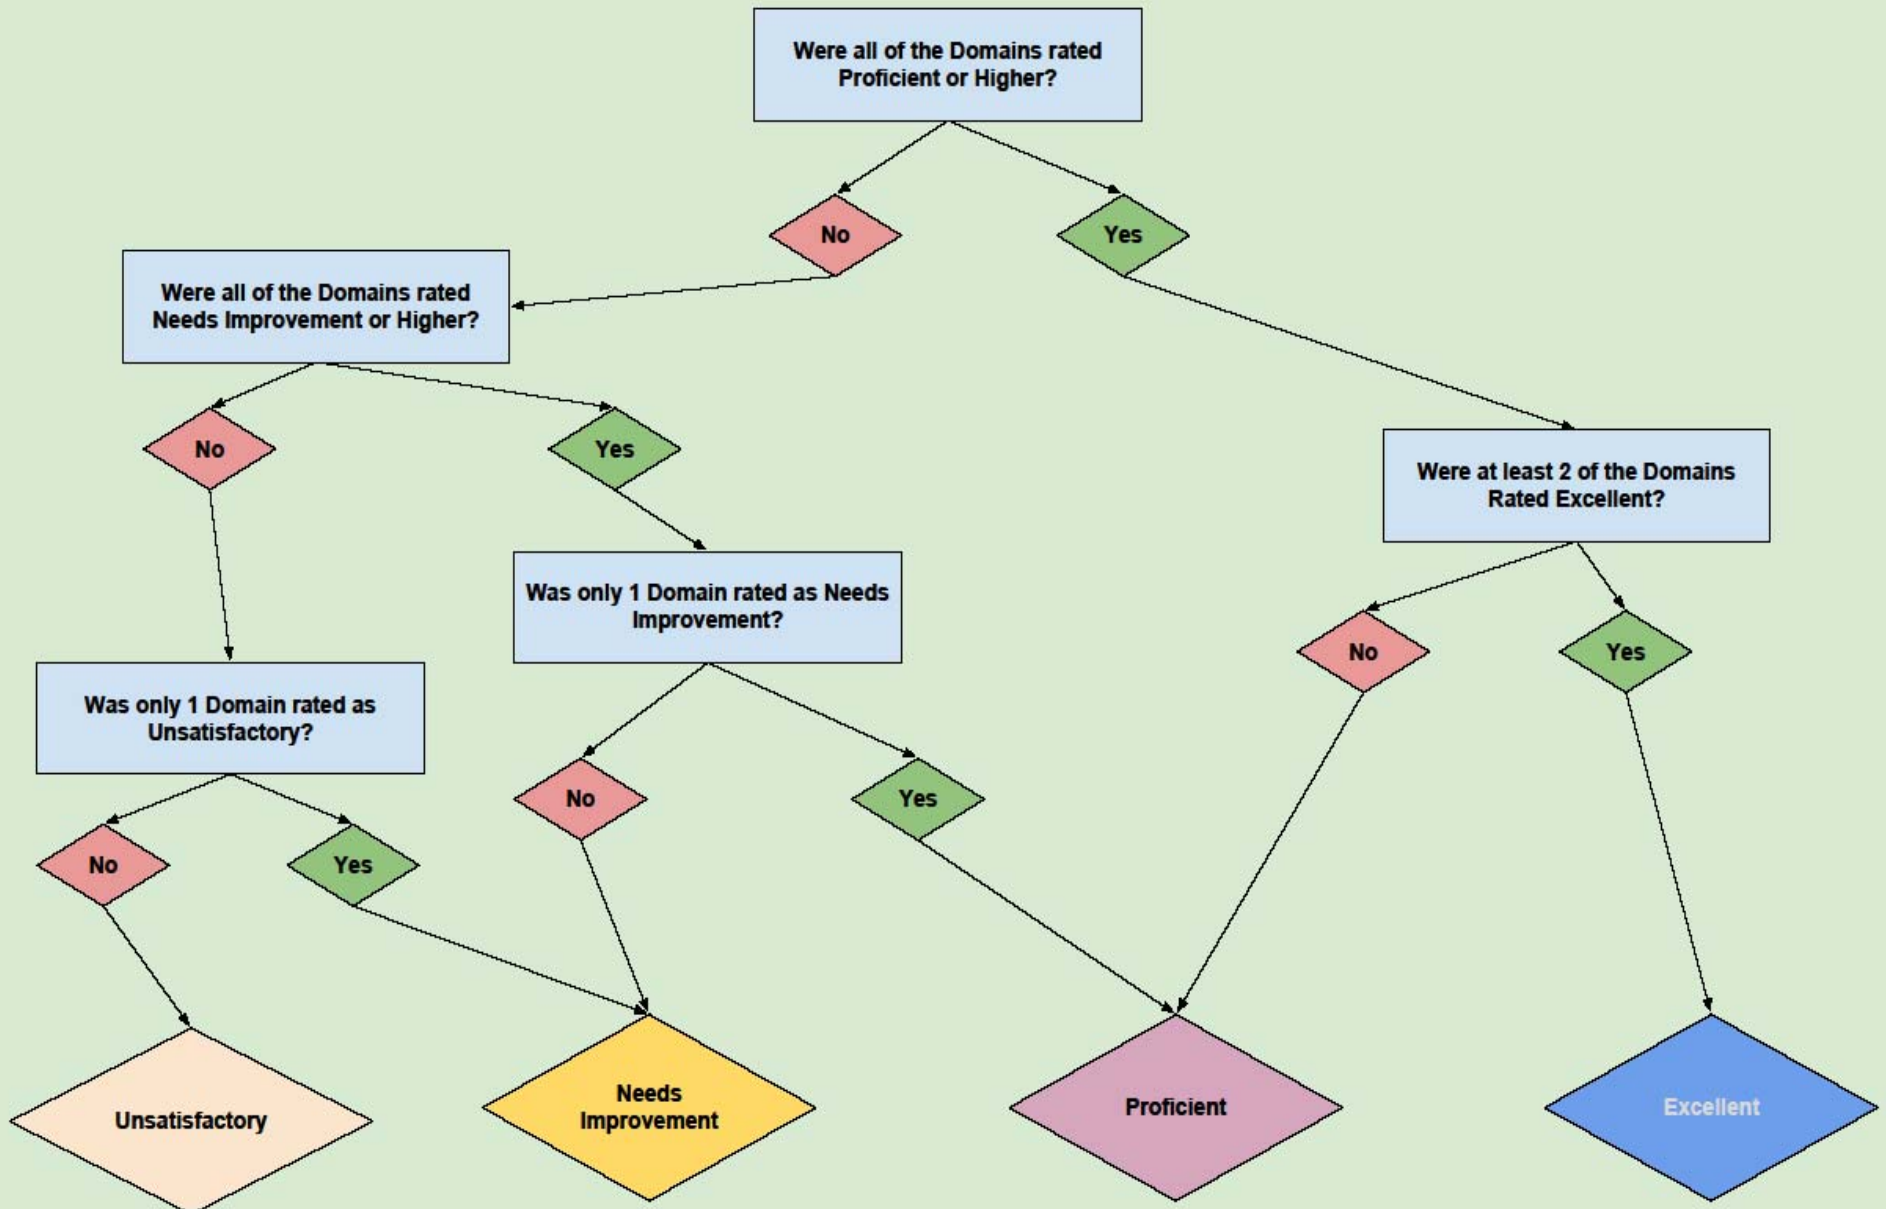 Were all of the Domains rated
Proficient or Higher?
No
Yes
Were all of the Domains rated
Needs Improvement or Higher?
No
Yes
Were at least 2 of the Domains
Rated Excellent?
Was only 1 Domain rated as Needs
Improvement?
No
Yes
Was only 1 Domain rated as
Unsatisfactory?
No
Yes
No
Yes
Unsatisfactory
Needs
Improvement
Proficient
Excellent